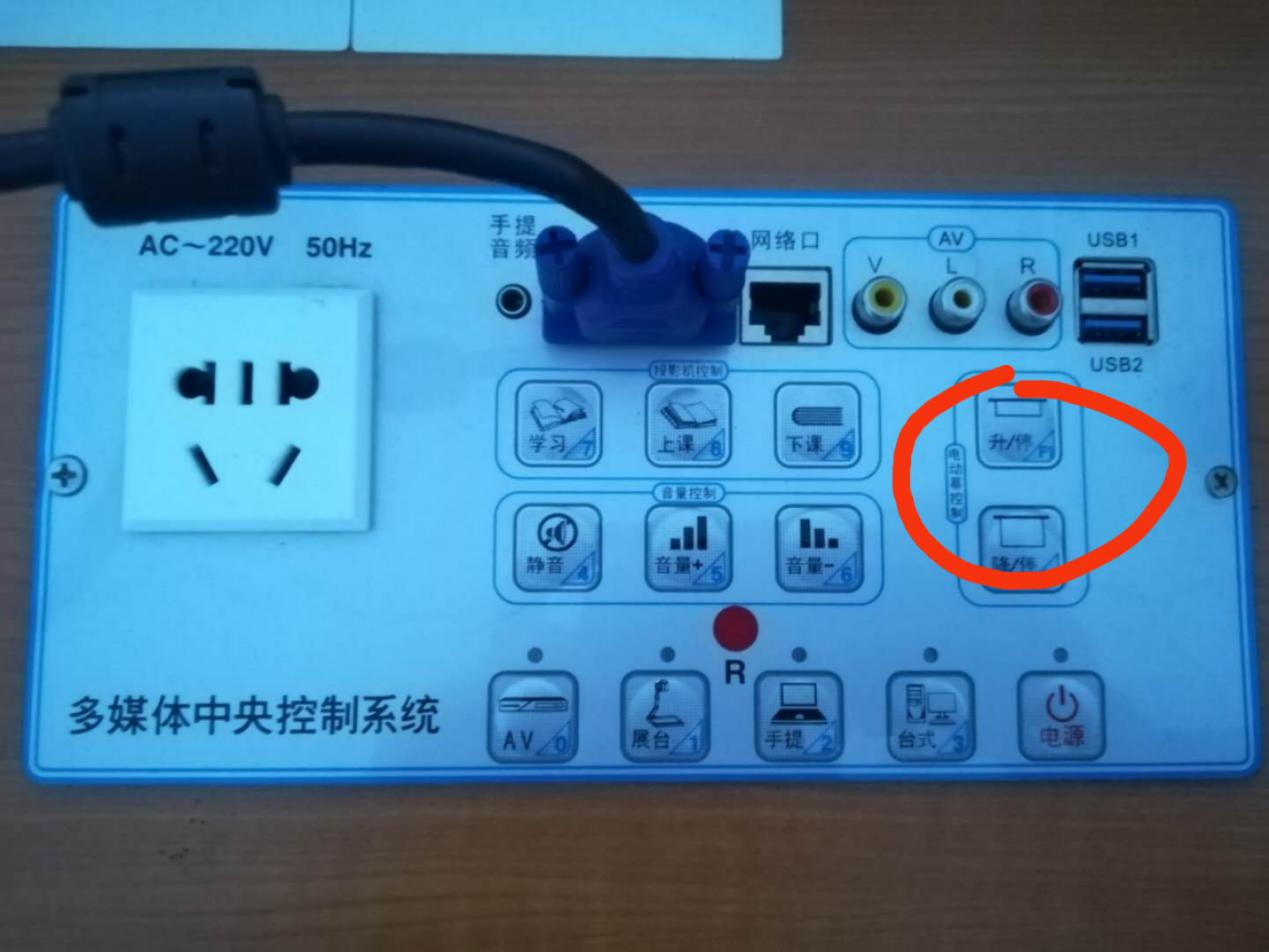 AC～220V 50Hz
手提
音频
网络口
AV
V L R
USB1
USB2
投影机控制
学习 7
上课 8
下课 9
升/停 F1
电动幕控制
音量控制
静音 4
音量+ 5
音量- 6
降/停
R
多媒体中央控制系统
AV 0
展台 1
手提 2
台式 3
电源